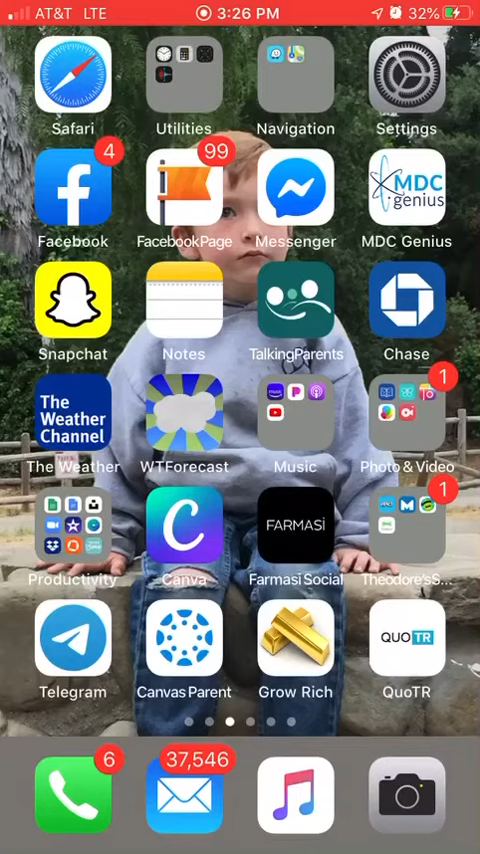 AT&T LTE 3:26 PM 32%
Safari Utilities Navigation Settings
4 99
MDC genius
Facebook FacebookPage Messenger MDC Genius
Snapchat Notes TalkingParents Chase
1
The Weather Channel
The Weather WTForecast Music Photo & Video
1
FARMASi
Productivity Canva Farmasi Social Theodore'sS...
QUOTR
Telegram Canvas Parent Grow Rich QuoTR
6 37,546